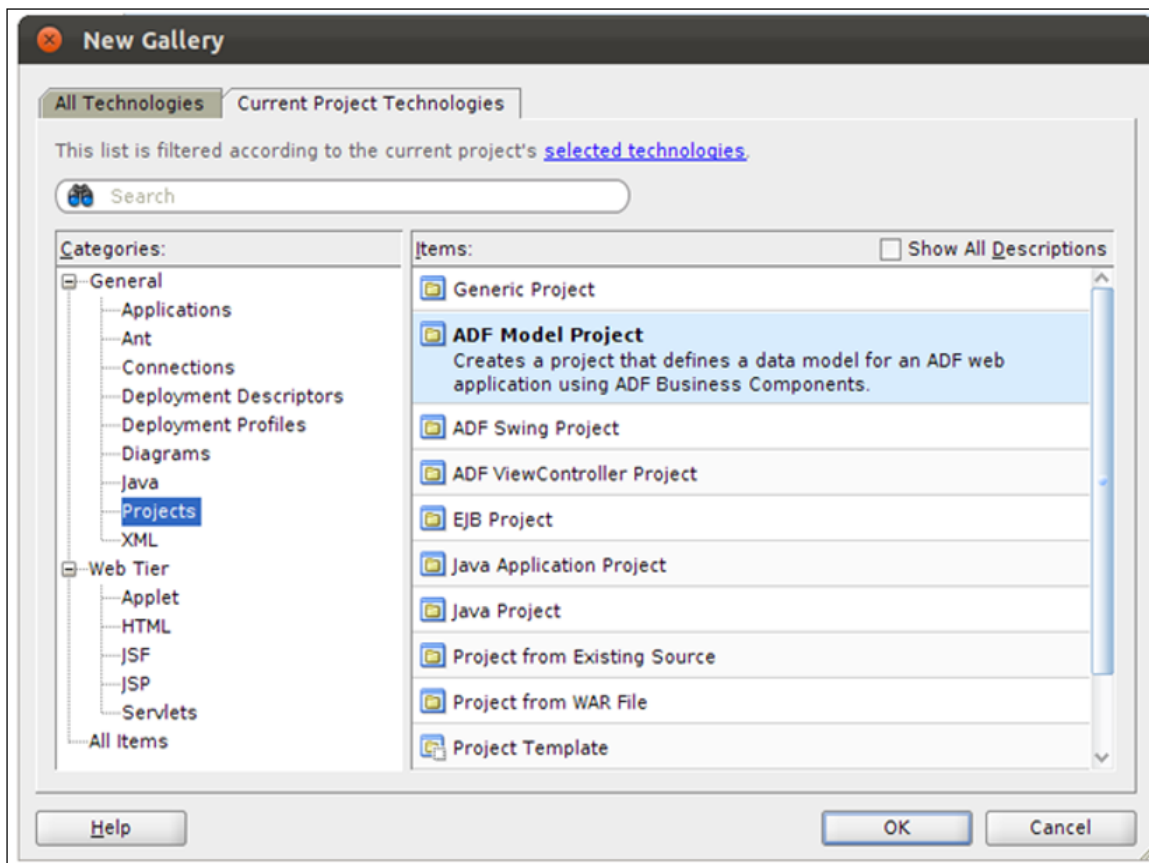 New Gallery
All Technologies
Current Project Technologies
This list is filtered according to the current project's selected technologies.
Search
Categories:
General
Applications
Ant
Connections
Deployment Descriptors
Deployment Profiles
Diagrams
Java
Projects
XML
Web Tier
Applet
HTML
JSF
JSP
Servlets
All Items
Items:
Show All Descriptions
Generic Project
ADF Model Project
Creates a project that defines a data model for an ADF web
application using ADF Business Components.
ADF Swing Project
ADF ViewController Project
EJB Project
Java Application Project
Java Project
Project from Existing Source
Project from WAR File
Project Template
Help
OK
Cancel